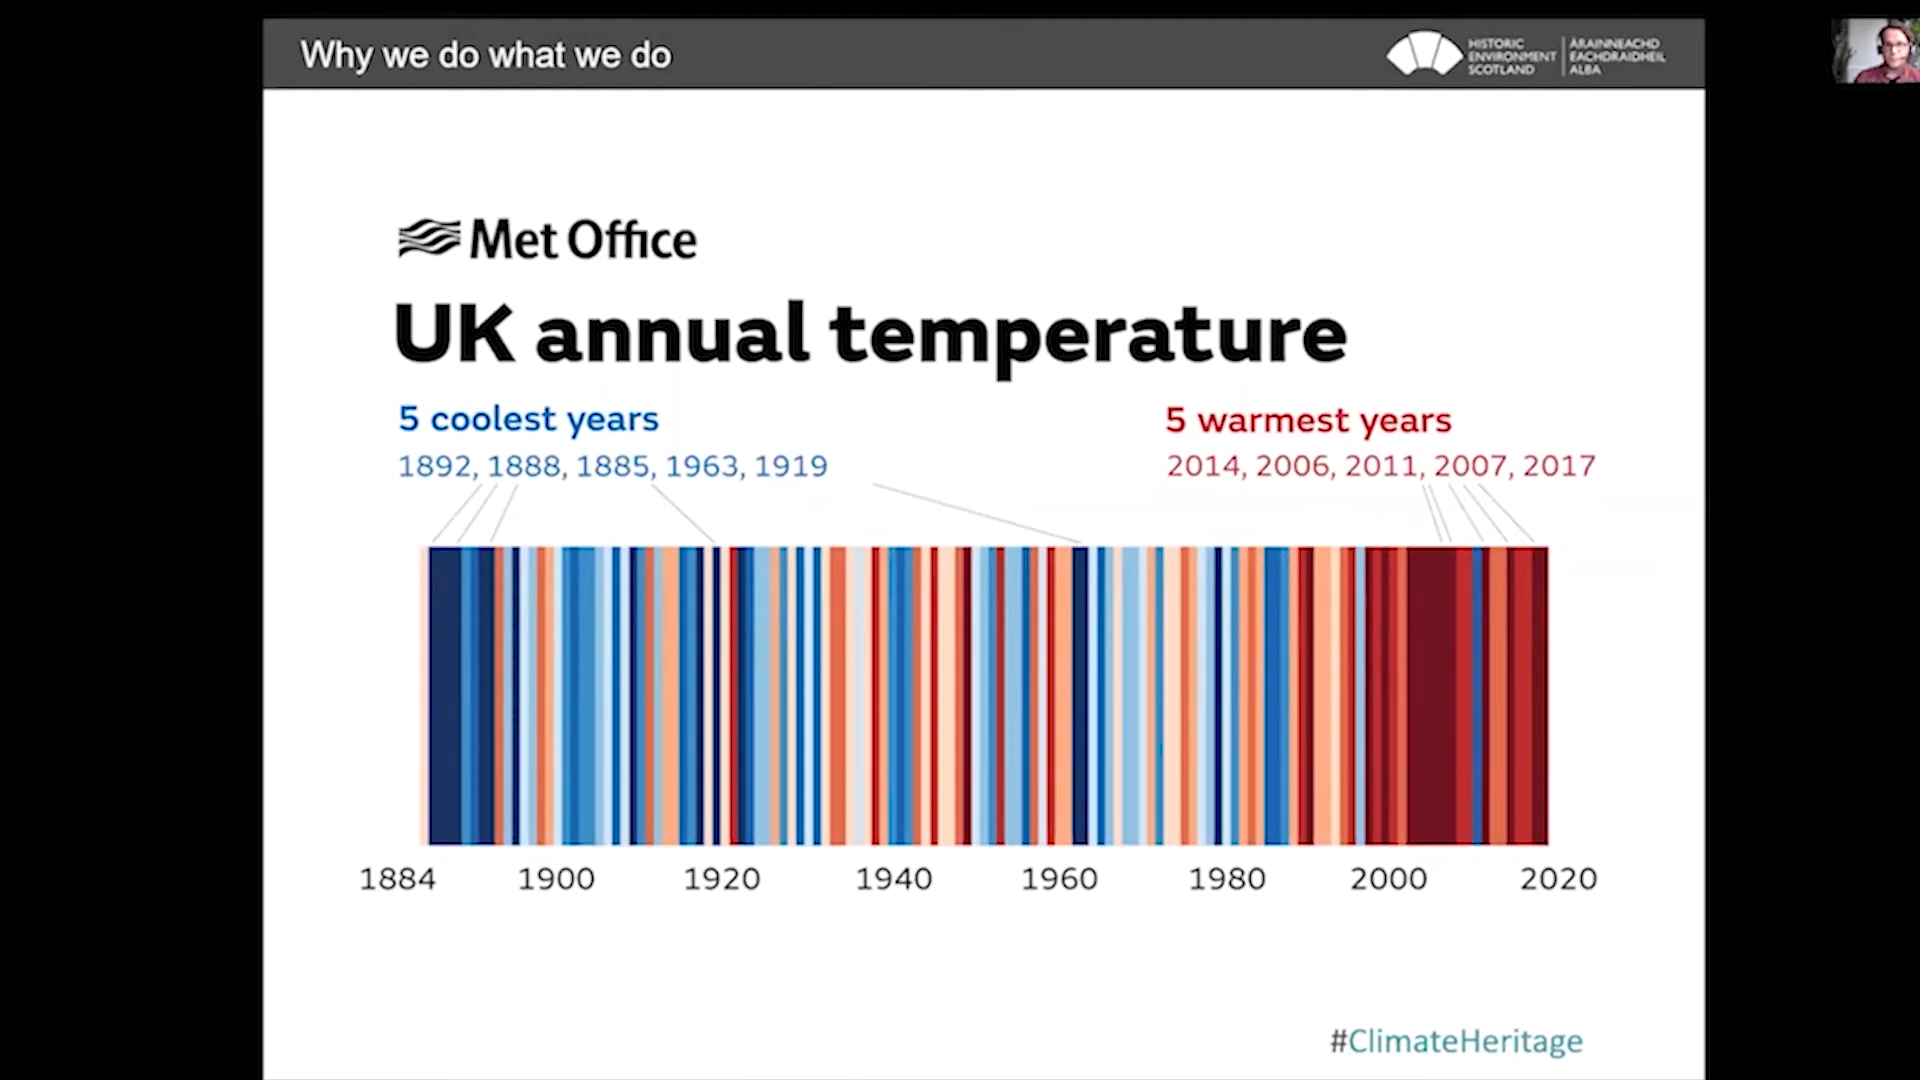 Why we do what we do
HISTORIC
ENVIRONMENT
SCOTLAND
ÀRAINNEACHD
EACHDRAIDHEIL
ALBA
Met Office
UK annual temperature
5 coolest years
1892, 1888, 1885, 1963, 1919
5 warmest years
2014, 2006, 2011, 2007, 2017
1884 1900 1920 1940 1960 1980 2000 2020
#ClimateHeritage